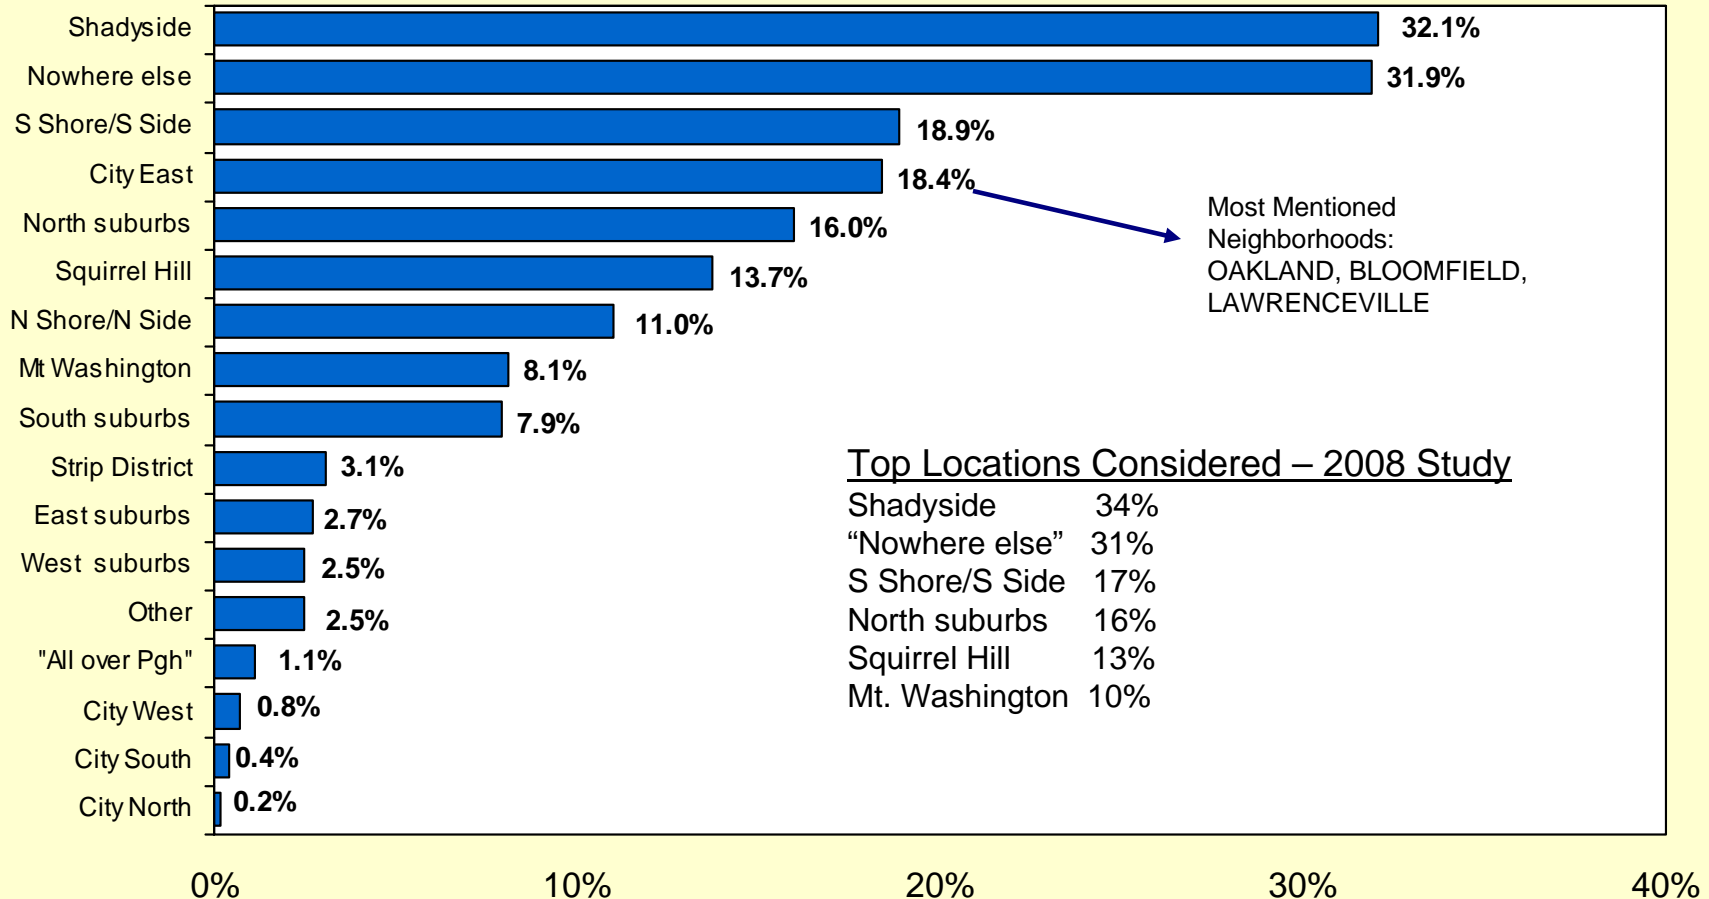 Shadyside 32.1%
Nowhere else 31.9%
S Shore/S Side 18.9%
City East 18.4%
North suburbs 16.0%
Squirrel Hill 13.7%
N Shore/N Side 11.0%
Mt Washington 8.1%
South suburbs 7.9%
Strip District 3.1%
East suburbs 2.7%
West suburbs 2.5%
Other 2.5%
"All over Pgh" 1.1%
City West 0.8%
City South 0.4%
City North 0.2%
0% 10% 20% 30% 40%
Most Mentioned
Neighborhoods:
OAKLAND, BLOOMFIELD,
LAWRENCEVILLE
Top Locations Considered – 2008 Study
Shadyside 34%
“Nowhere else” 31%
S Shore/S Side 17%
North suburbs 16%
Squirrel Hill 13%
Mt. Washington 10%